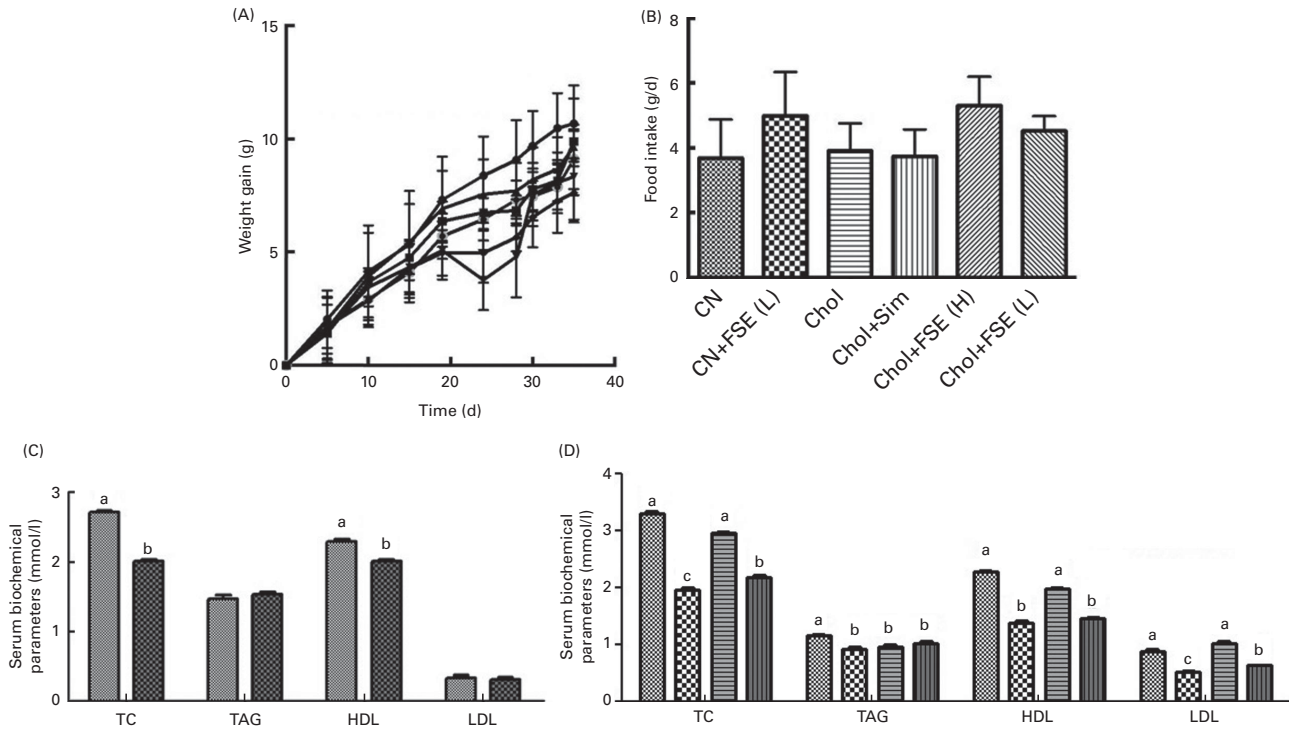 (A)
15
10
5
0
Weight gain (g)
0 10 20 30 40
Time (d)
(B)
8
6
4
2
0
Food intake (g/d)
CN
CN+FSE (L)
Chol
Chol+Sim
Chol+FSE (H)
Chol+FSE (L)
(C)
3
2
1
0
Serum biochemical
parameters (mmol/l)
a
b
a
b
TC TAG HDL LDL
(D)
4
3
2
1
0
Serum biochemical
parameters (mmol/l)
a
c
a
b
a
b
b
b
a
b
a
b
a
c
a
b
TC TAG HDL LDL